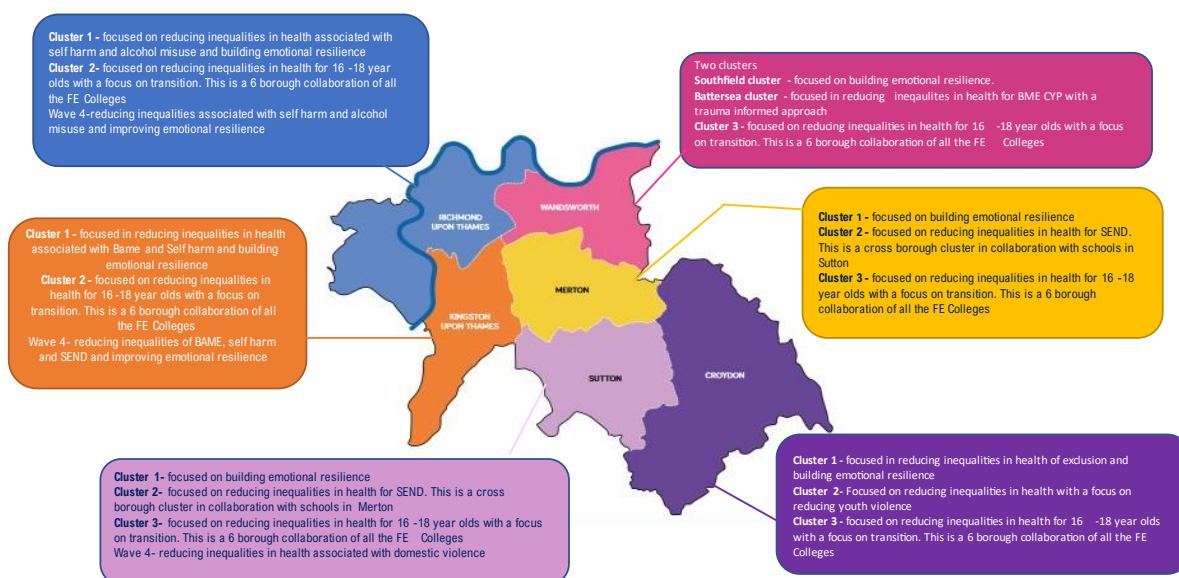 Cluster 1 - focused on reducing inequalities in health associated with
self harm and alcohol misuse and building emotional resilience
Cluster 2- focused on reducing inequalities in health for 16 -18 year
olds with a focus on transition. This is a 6 borough collaboration of all
the FE Colleges
Wave 4-reducing inequalities associated with self harm and alcohol
misuse and improving emotional resilience
Two clusters
Southfield cluster - focused on building emotional resilience.
Battersea cluster - focused in reducing ineqaulites in health for BME CYP with a
trauma informed approach
Cluster 3 - focused on reducing inequalities in health for 16 -18 year olds with a focus
on transition. This is a 6 borough collaboration of all the FE Colleges
Cluster 1 - focused in reducing inequalities in health
associated with Bame and Self harm and building
emotional resilience
Cluster 2 - focused on reducing inequalities in
health for 16 -18 year olds with a focus on
transition. This is a 6 borough collaboration of all
the FE Colleges
Wave 4- reducing inequalities of BAME, self harm
and SEND and improving emotional resilience
RICHMOND
UPON THAMES
WANDSWORTH
KINGSTON
UPON THAMES
MERTON
SUTTON
CROYDON
Cluster 1 - focused on building emotional resilience
Cluster 2 - focused on reducing inequalities in health for SEND.
This is a cross borough cluster in collaboration with schools in
Sutton
Cluster 3 - focused on reducing inequalities in health for 16 -18
year olds with a focus on transition. This is a 6 borough
collaboration of all the FE Colleges
Cluster 1- focused on building emotional resilience
Cluster 2- focused on reducing inequalities in health for SEND. This is a cross
borough cluster in collaboration with schools in Merton
Cluster 3- focused on reducing inequalities in health for 16 -18 year olds with a focus
on transition. This is a 6 borough collaboration of all the FE Colleges
Wave 4- reducing inequalities in health associated with domestic violence
Cluster 1 - focused in reducing inequalities in health of exclusion and
building emotional resilience
Cluster 2- Focused on reducing inequalities in health with a focus on
reducing youth violence
Cluster 3 - focused on reducing inequalities in health for 16 -18 year olds
with a focus on transition. This is a 6 borough collaboration of all the FE
Colleges